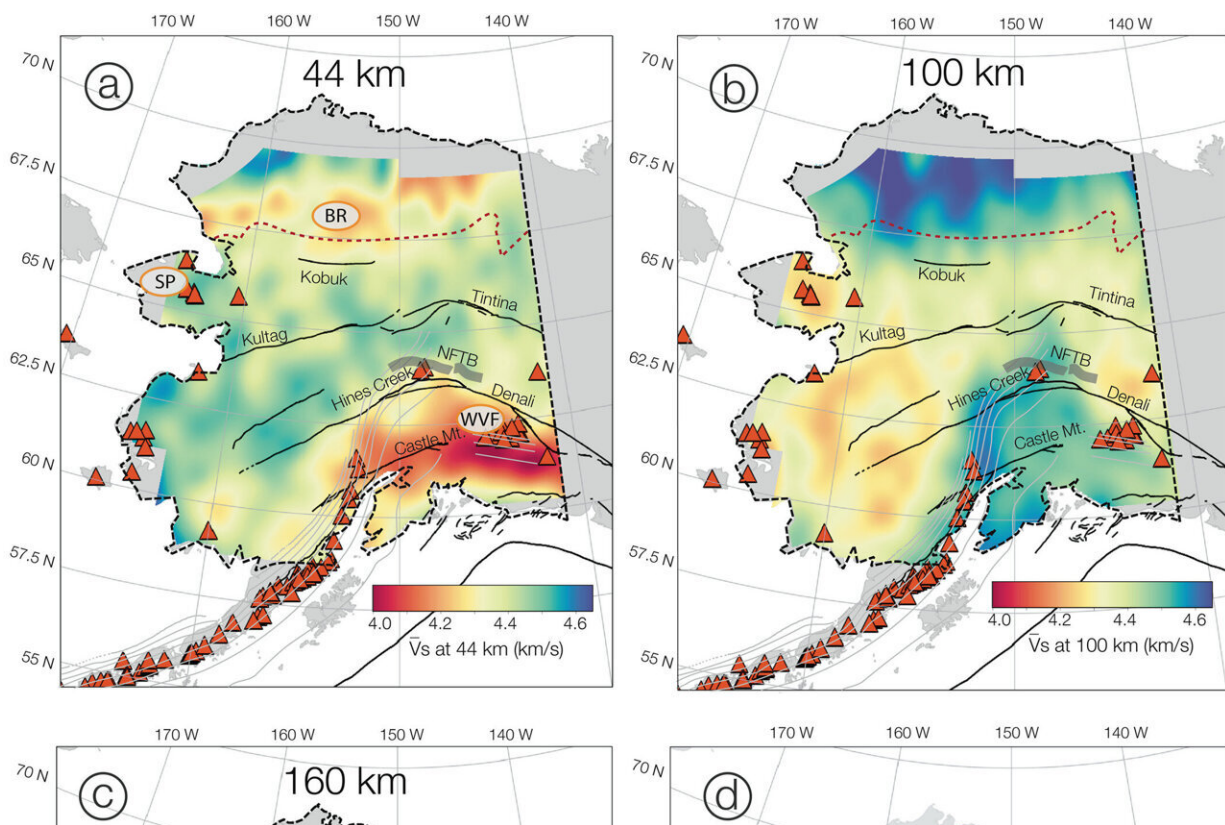 170 W 160 W 150 W 140 W
70 N
67.5 N
65 N
62.5 N
60 N
57.5 N
55 N
a
44 km
BR
SP
Kobuk
Tintina
Kultag
NFTB
Hines Creek
Denali
WVF
Castle Mt.
4.0 4.2 4.4 4.6
V̄s at 44 km (km/s)
170 W 160 W 150 W 140 W
70 N
67.5 N
65 N
62.5 N
60 N
57.5 N
55 N
b
100 km
Kobuk
Tintina
Kultag
NFTB
Hines Creek
Denali
Castle Mt.
4.0 4.2 4.4 4.6
V̄s at 100 km (km/s)
170 W 160 W 150 W 140 W
70 N
c
160 km
170 W 160 W 150 W 140 W
70 N
d